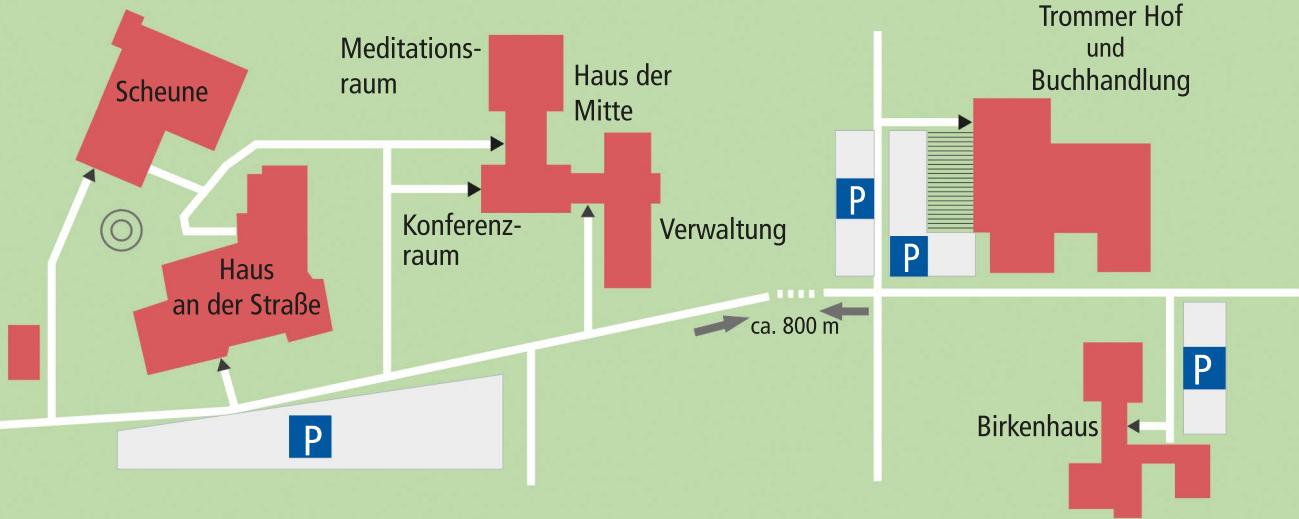 Scheune
Meditations-
raum
Haus der
Mitte
Trommer Hof
und
Buchhandlung
P
P
Konferenz-
raum
Verwaltung
Haus
an der Straße
ca. 800 m
P
P
Birkenhaus